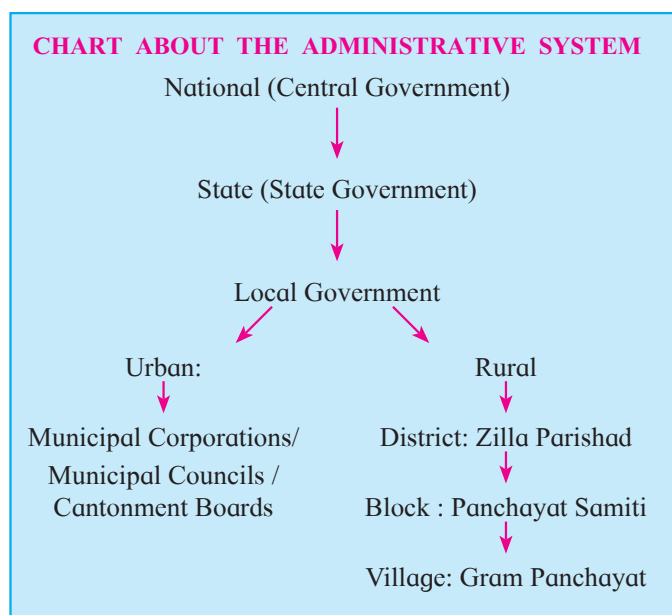 CHART ABOUT THE ADMINISTRATIVE SYSTEM
National (Central Government)
State (State Government)
Local Government
Urban:
Municipal Corporations/
Municipal Councils /
Cantonment Boards
Rural
District: Zilla Parishad
Block : Panchayat Samiti
Village: Gram Panchayat